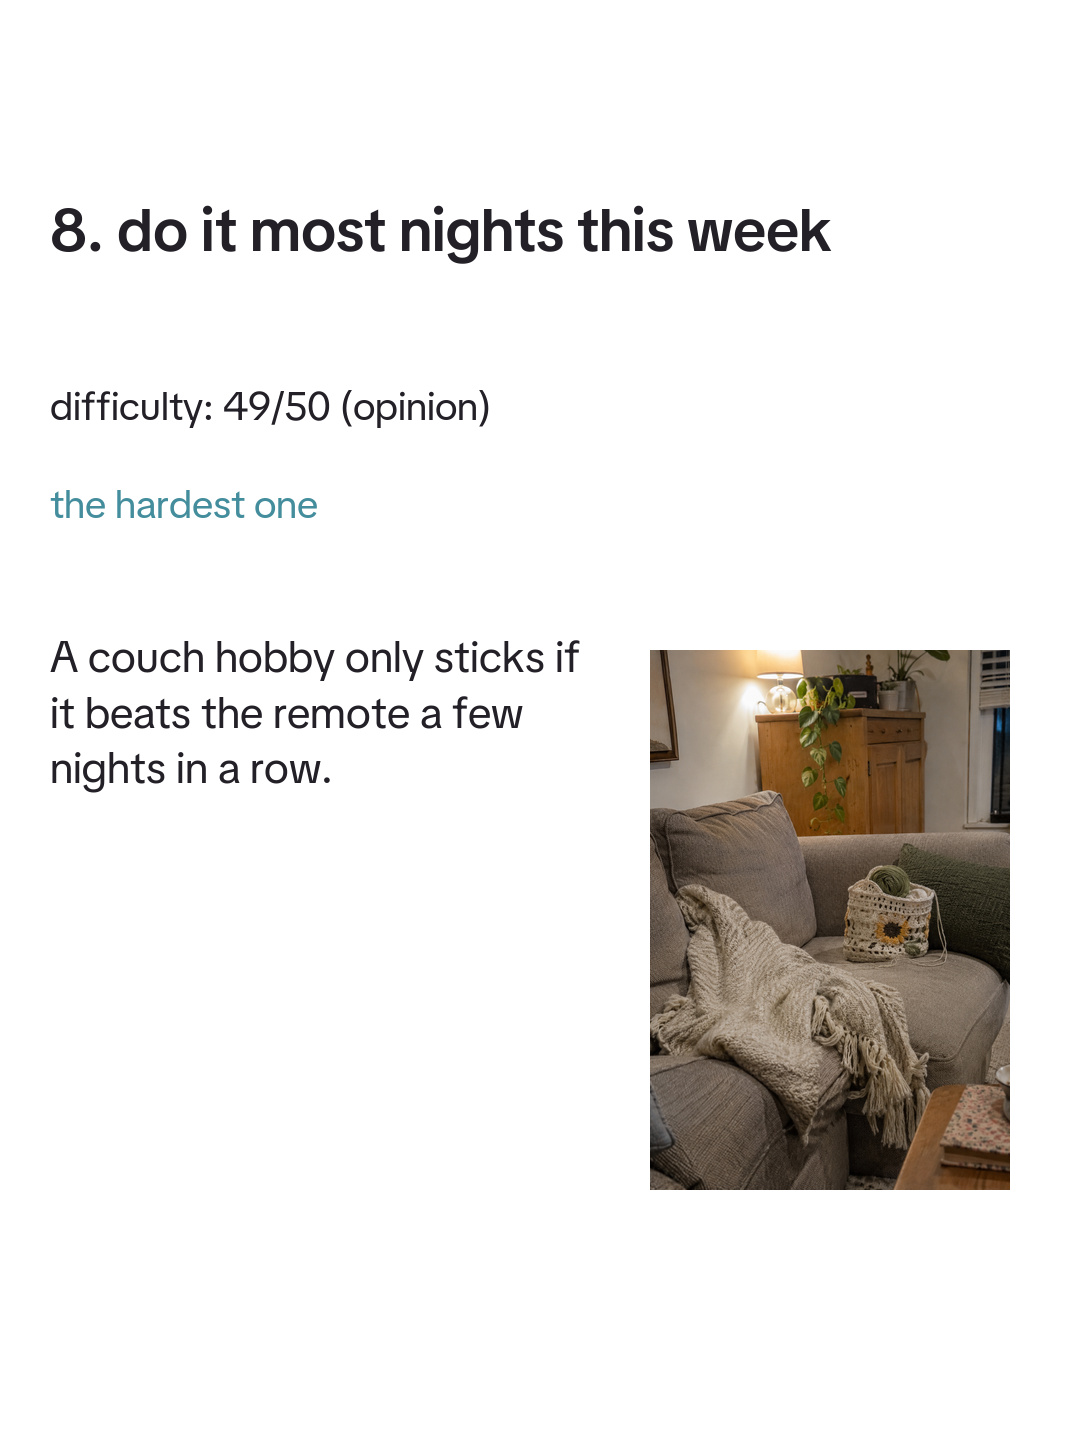 8. do it most nights this week
difficulty: 49/50 (opinion)
the hardest one
A couch hobby only sticks if
it beats the remote a few
nights in a row.